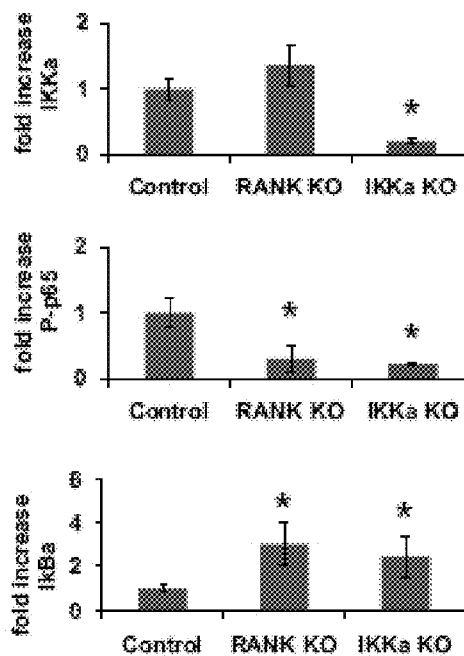 fold increase
IKKa
2
1
0
*
Control RANK KO IKKa KO
fold increase
P-p65
2
1
0
* *
Control RANK KO IKKa KO
fold increase
IkBa
6
4
2
0
* *
Control RANK KO IKKa KO